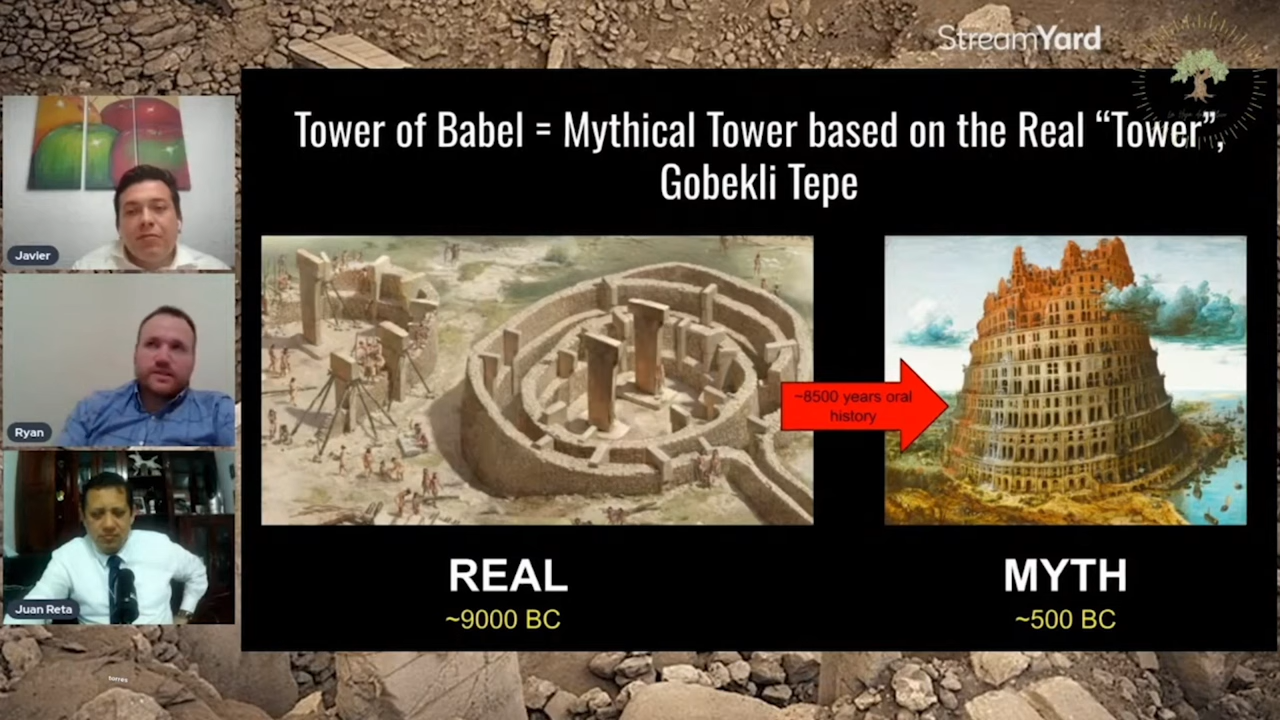 StreamYard
Tower of Babel = Mythical Tower based on the Real “Tower”,
Gobekli Tepe
Javier
Ryan
Juan Reta
~8500 years oral
history
REAL
~9000 BC
MYTH
~500 BC
torres